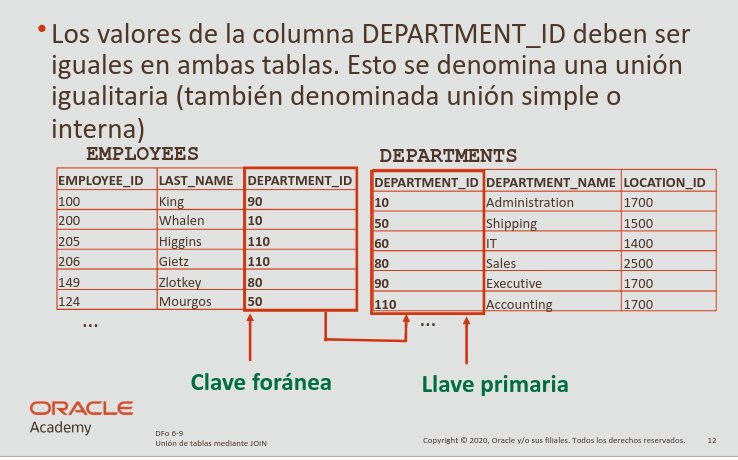 • Los valores de la columna DEPARTMENT_ID deben ser
iguales en ambas tablas. Esto se denomina una unión
igualitaria (también denominada unión simple o
interna)
EMPLOYEES
EMPLOYEE_ID LAST_NAME DEPARTMENT_ID
100 King 90
200 Whalen 10
205 Higgins 110
206 Gietz 110
149 Zlotkey 80
124 Mourgos 50
...
DEPARTMENTS
DEPARTMENT_ID DEPARTMENT_NAME LOCATION_ID
10 Administration 1700
50 Shipping 1500
60 IT 1400
80 Sales 2500
90 Executive 1700
110 Accounting 1700
...
Clave foránea
Llave primaria
ORACLE
Academy
DFo 6-9
Unión de tablas mediante JOIN
Copyright © 2020, Oracle y/o sus filiales. Todos los derechos reservados.
12